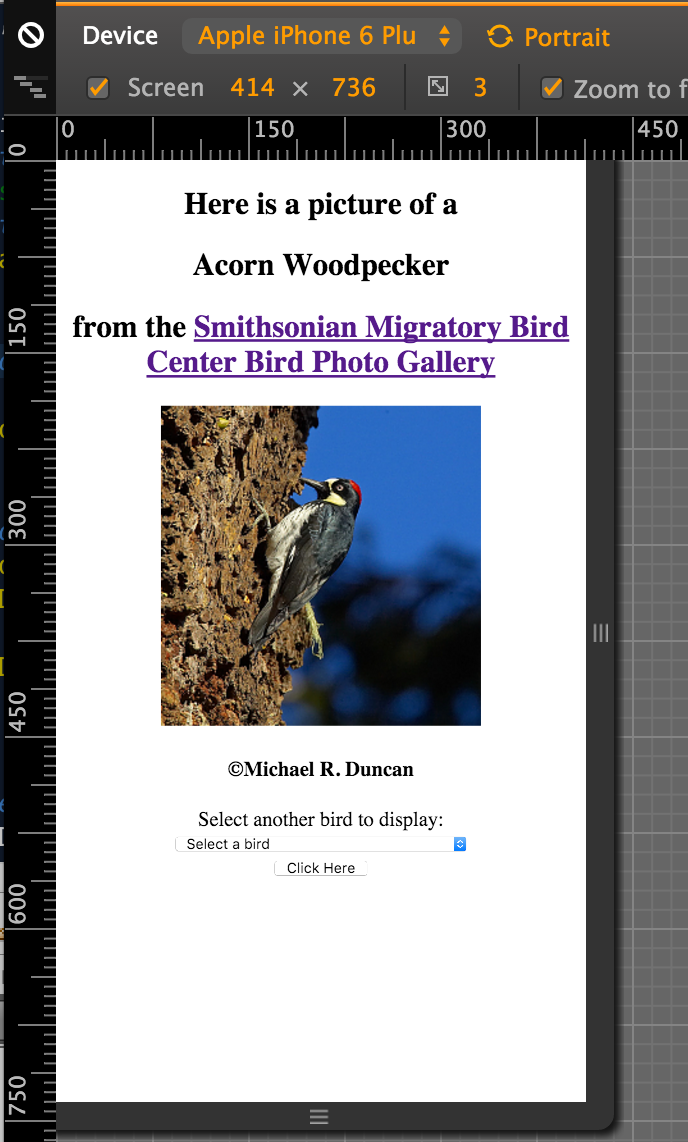 Device Apple iPhone 6 Plu Portrait
Screen 414 × 736 3 Zoom to f
0 150 300 450
0
150
300
450
600
750
Here is a picture of a
Acorn Woodpecker
from the Smithsonian Migratory Bird
Center Bird Photo Gallery
©Michael R. Duncan
Select another bird to display:
Select a bird
Click Here